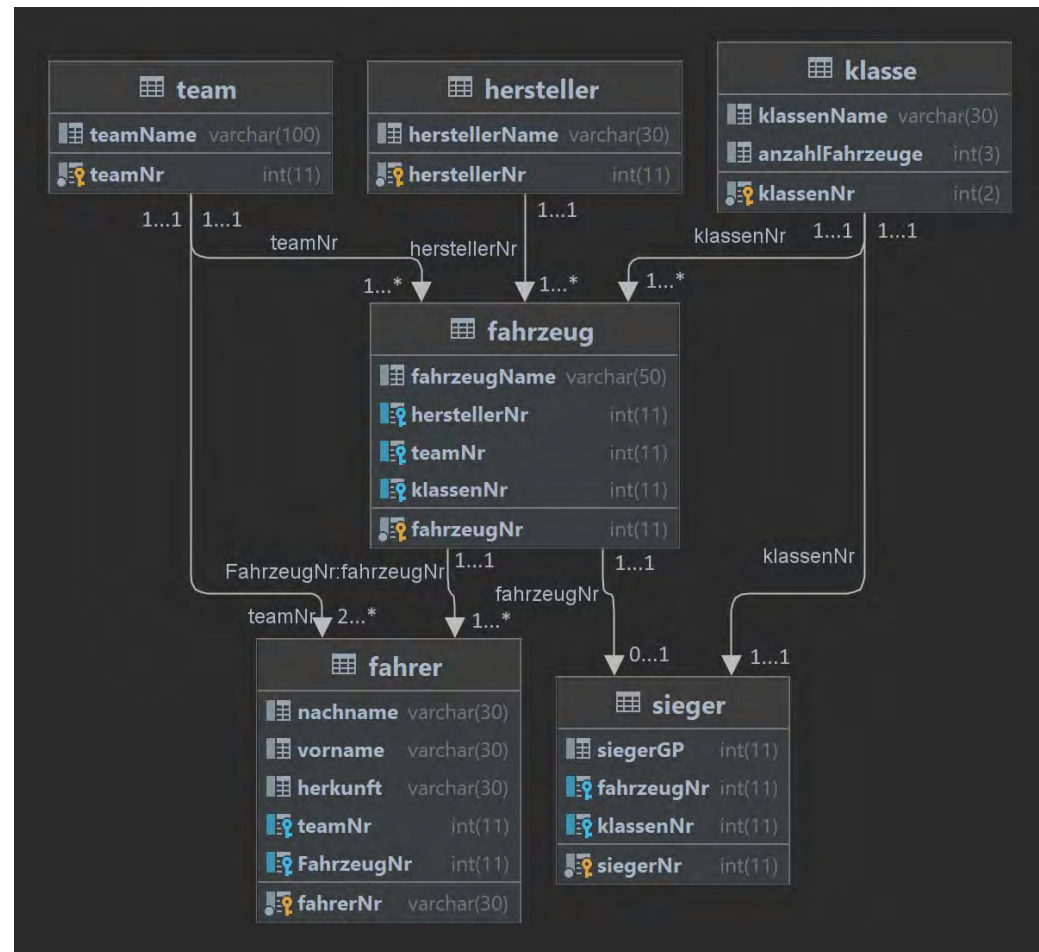 team
teamName varchar(100)
teamNr int(11)
hersteller
herstellerName varchar(30)
herstellerNr int(11)
klasse
klassenName varchar(30)
anzahlFahrzeuge int(3)
klassenNr int(2)
1...1 1...1
teamNr
1...*
1...1
herstellerNr
1...*
1...1 1...1
klassenNr
1...*
fahrzeug
fahrzeugName varchar(50)
herstellerNr int(11)
teamNr int(11)
klassenNr int(11)
fahrzeugNr int(11)
1...1
FahrzeugNr:fahrzeugNr
1...1
fahrzeugNr
klassenNr
teamNr 2...*
1...*
0...1
1...1
fahrer
nachname varchar(30)
vorname varchar(30)
herkunft varchar(30)
teamNr int(11)
FahrzeugNr int(11)
fahrerNr varchar(30)
sieger
siegerGP int(11)
fahrzeugNr int(11)
klassenNr int(11)
siegerNr int(11)